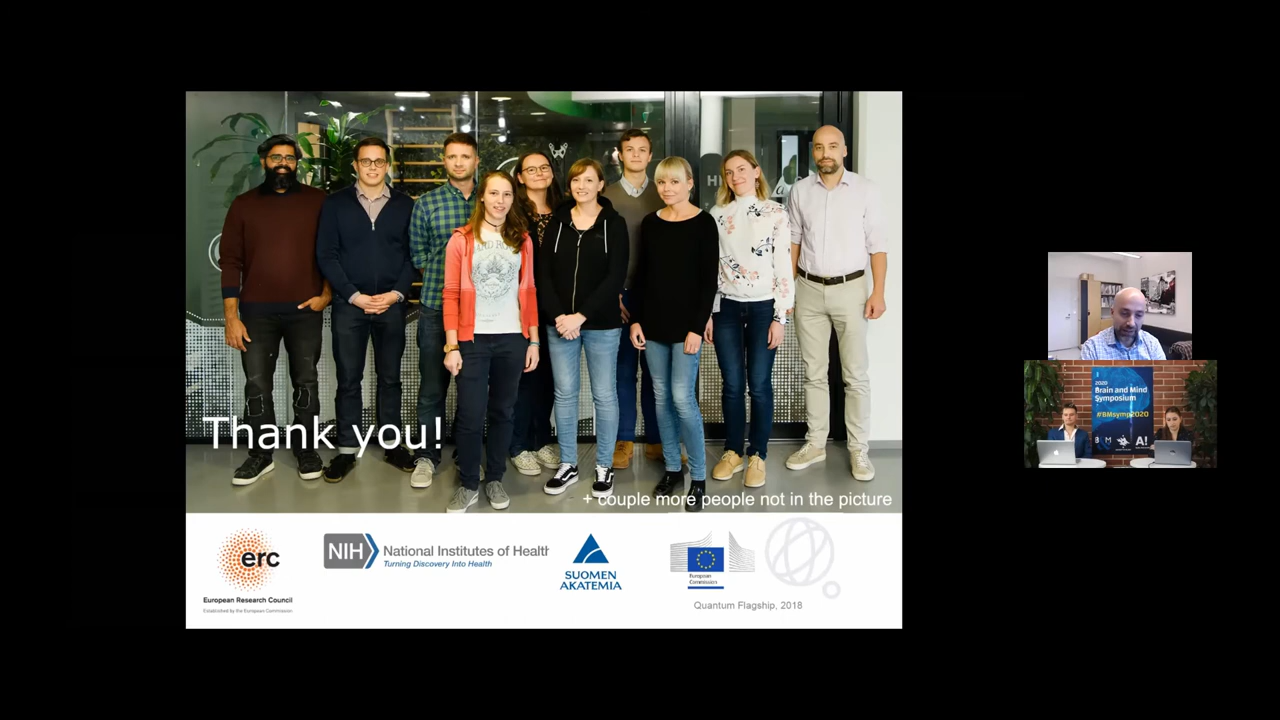 Thank you!
+ couple more people not in the picture
erc
European Research Council
Established by the European Commission
NIH
National Institutes of Health
Turning Discovery Into Health
SUOMEN
AKATEMIA
European
Commission
Quantum Flagship, 2018
2020
Brain and Mind
Symposium
#BMsymp2020
A!